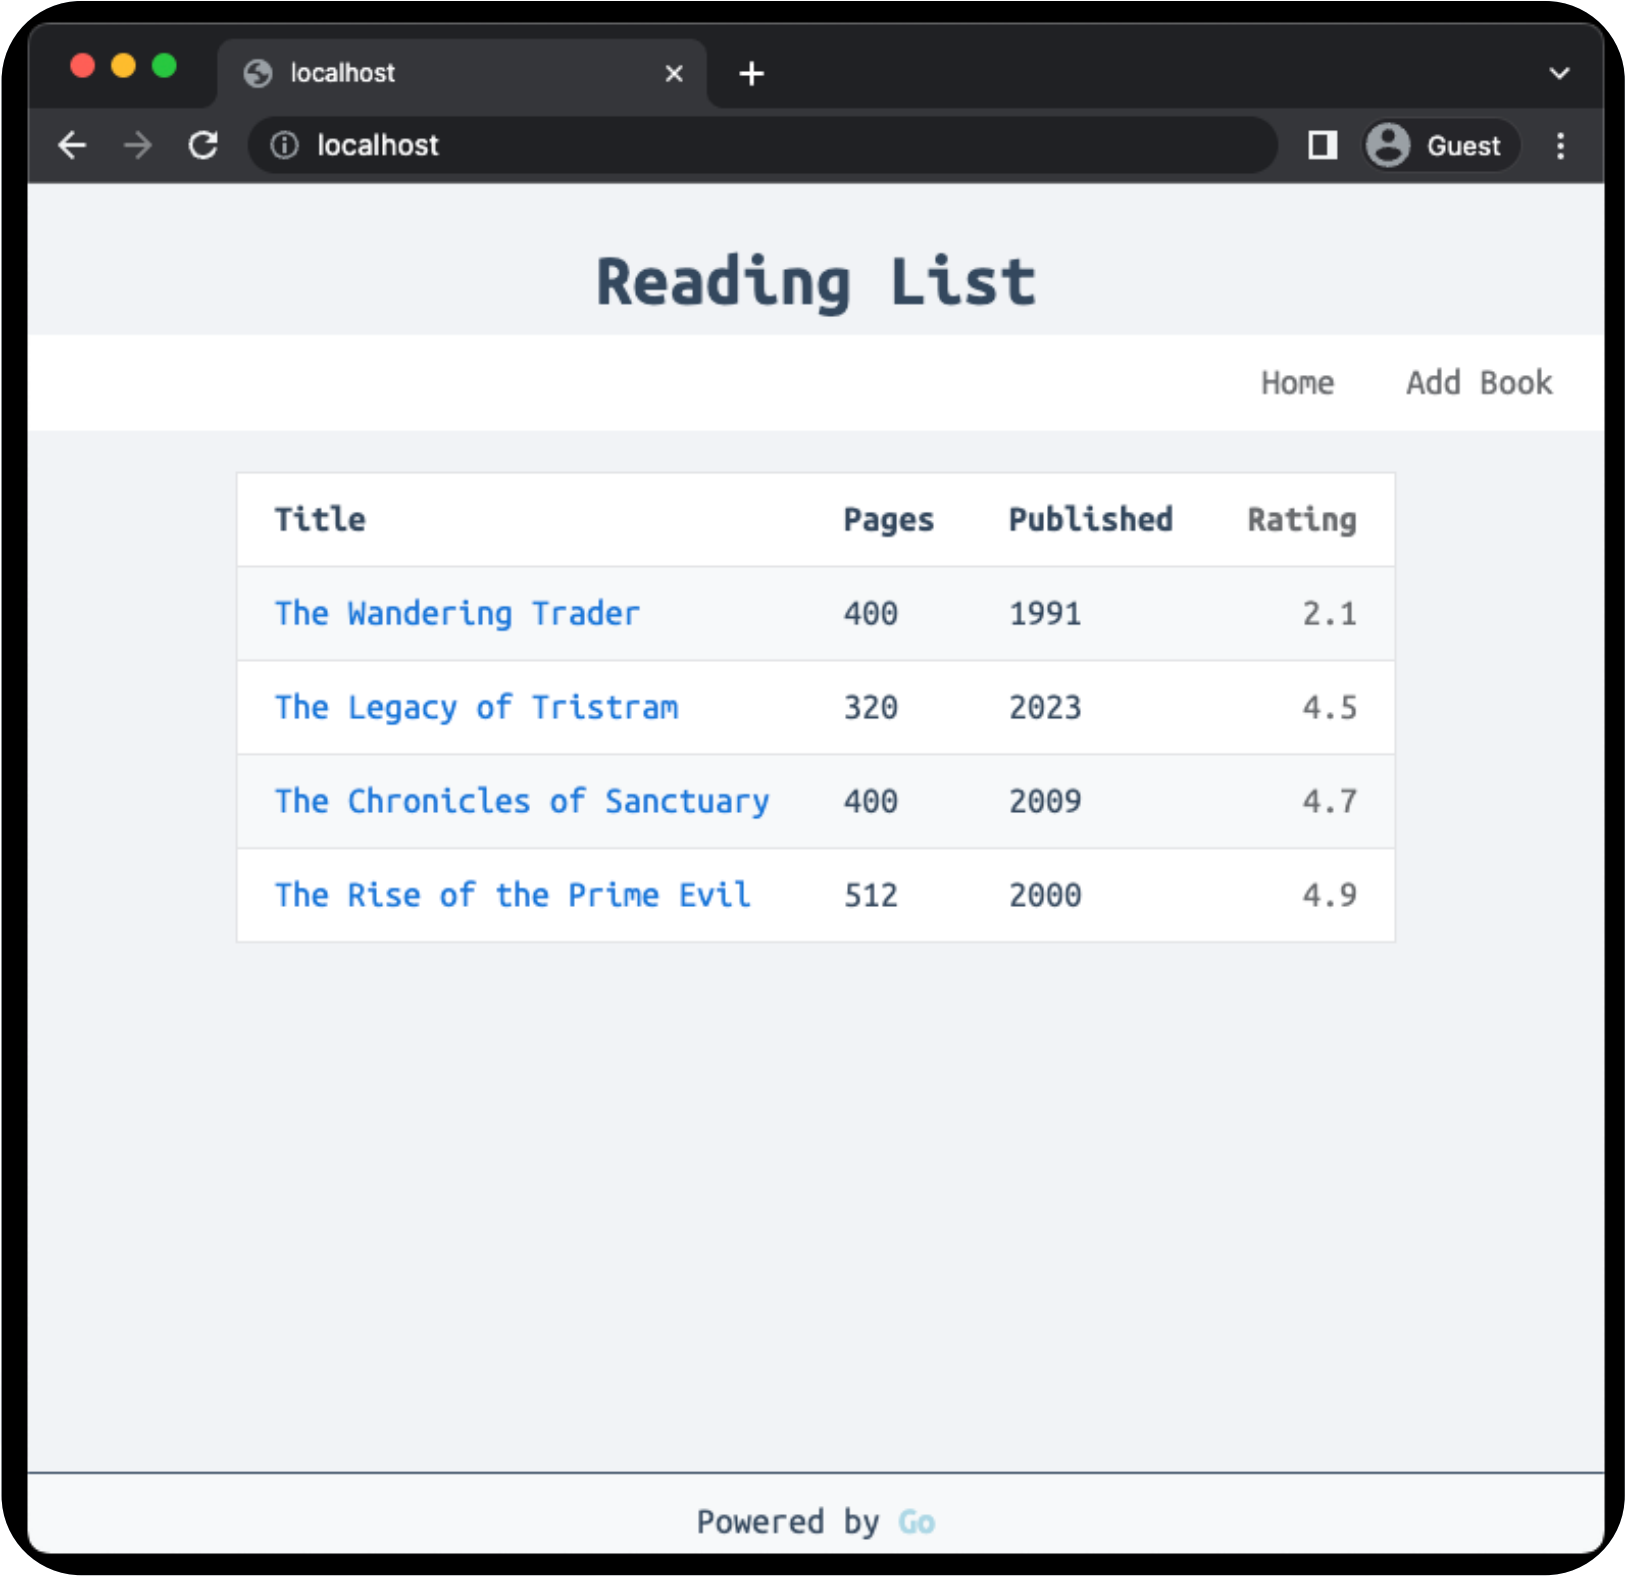 localhost
localhost Guest
Reading List
Home Add Book
Title Pages Published Rating
The Wandering Trader 400 1991 2.1
The Legacy of Tristram 320 2023 4.5
The Chronicles of Sanctuary 400 2009 4.7
The Rise of the Prime Evil 512 2000 4.9
Powered by Go